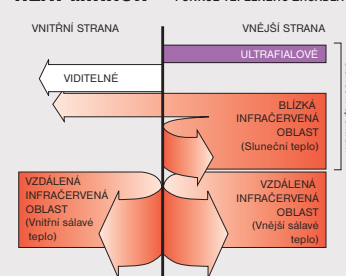 VNITŘNÍ STRANA
VNĚJŠÍ STRANA
ULTRAFIALOVÉ
VIDITELNÉ
BLÍZKÁ
INFRAČERVENÁ
OBLAST
(Sluneční teplo)
VZDÁLENÁ
INFRAČERVENÁ
OBLAST
(Vnitřní sálavé
teplo)
VZDÁLENÁ
INFRAČERVENÁ
OBLAST
(Vnější sálavé
teplo)